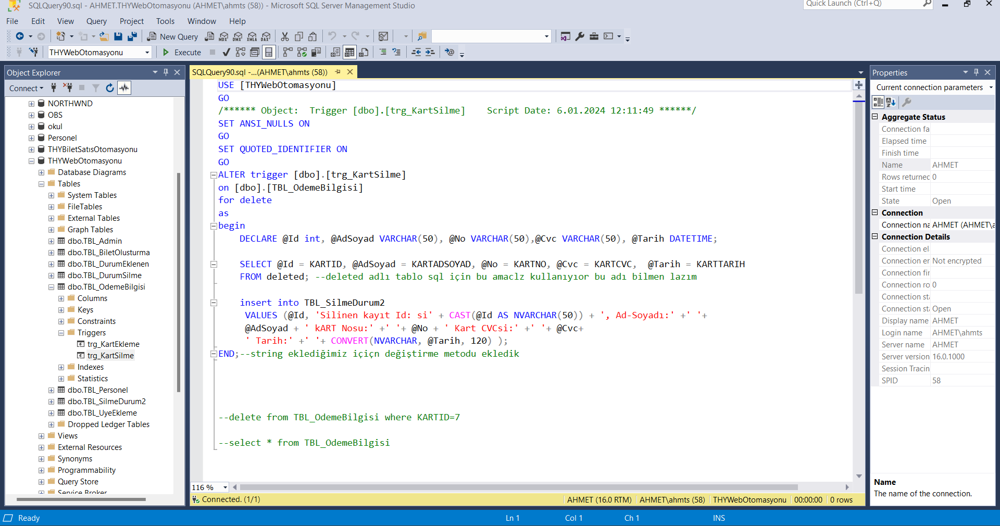 SQLQuery90.sql - AHMET.THYWebOtomasyonu (AHMET\ahmts (58)) - Microsoft SQL Server Management Studio
Quick Launch (Ctrl+Q)
File Edit View Query Project Tools Window Help
New Query
MDX DMX XMLA DAX
THYWebOtomasyonu
Execute
Object Explorer
Connect
NORTHWND
OBS
okul
Personel
THYBiletSatısOtomasyonu
THYWebOtomasyonu
Database Diagrams
Tables
System Tables
FileTables
External Tables
Graph Tables
dbo.TBL_Admin
dbo.TBL_BiletOlusturma
dbo.TBL_DurumEklenen
dbo.TBL_DurumSilme
dbo.TBL_OdemeBilgisi
Columns
Keys
Constraints
Triggers
trg_KartEkleme
trg_KartSilme
Indexes
Statistics
dbo.TBL_Personel
dbo.TBL_SilmeDurum2
dbo.TBL_UyeEkleme
Dropped Ledger Tables
Views
External Resources
Synonyms
Programmability
Query Store
Service Broker
SQLQuery90.sql -...(AHMET\ahmts (58))
USE [THYWebOtomasyonu]
GO
/****** Object:  Trigger [dbo].[trg_KartSilme]    Script Date: 6.01.2024 12:11:49 ******/
SET ANSI_NULLS ON
GO
SET QUOTED_IDENTIFIER ON
GO
ALTER trigger [dbo].[trg_KartSilme]
on [dbo].[TBL_OdemeBilgisi]
for delete
as
begin
DECLARE @Id int, @AdSoyad VARCHAR(50), @No VARCHAR(50),@Cvc VARCHAR(50), @Tarih DATETIME;
SELECT @Id = KARTID, @AdSoyad = KARTADSOYAD, @No = KARTNO, @Cvc = KARTCVC,  @Tarih = KARTTARIH
FROM deleted; --deleted adlı tablo sql için bu amaclz kullanıyıor bu adı bilmen lazım
insert into TBL_SilmeDurum2
VALUES (@Id, 'Silinen kayıt Id: si' + CAST(@Id AS NVARCHAR(50)) + ', Ad-Soyadı:' +' '+
@AdSoyad + ' kART Nosu:' +' '+ @No + ' Kart CVCsi:' +' '+ @Cvc+
' Tarih:' +' '+ CONVERT(NVARCHAR, @Tarih, 120) );
END;--string eklediğimiz içiçn değiştirme metodu ekledik
--delete from TBL_OdemeBilgisi where KARTID=7
--select * from TBL_OdemeBilgisi
116 %
Connected. (1/1)
AHMET (16.0 RTM) AHMET\ahmts (58) THYWebOtomasyonu 00:00:00 0 rows
Properties
Current connection parameters
Aggregate Status
Connection fa
Elapsed time
Finish time
Name AHMET
Rows returned 0
Start time
State Open
Connection
Connection na AHMET (AHMET\a
Connection Details
Connection el
Connection er Not encrypted
Connection fir
Connection ro 0
Connection sta
Connection sta Open
Display name AHMET
Login name AHMET\ahmts
Server name AHMET
Server version 16.0.1000
Session Tracin
SPID 58
Name
The name of the connection.
Ready Ln 1 Col 1 Ch 1 INS